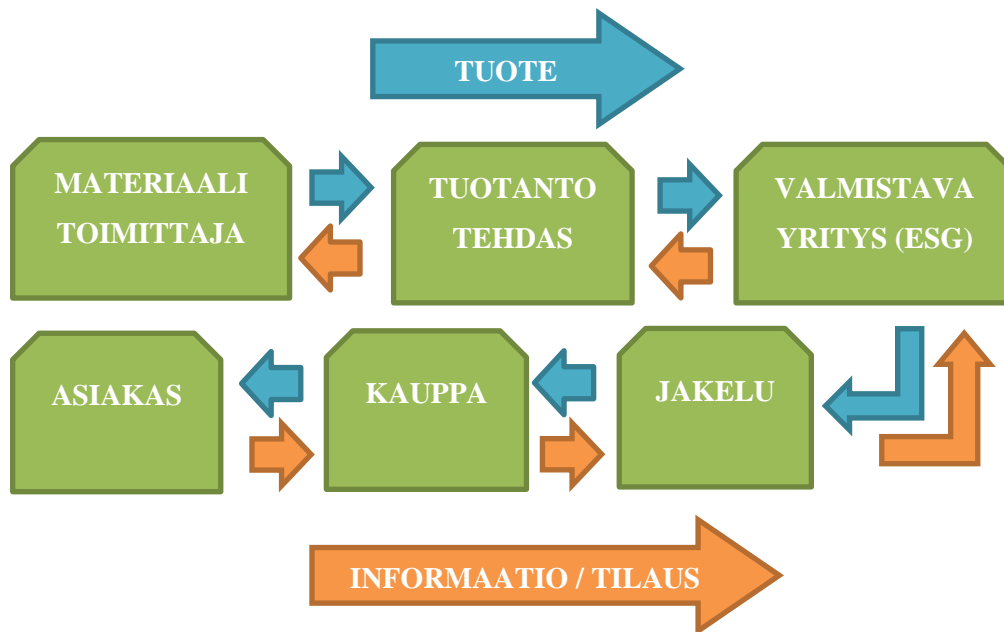 TUOTE
MATERIAALI
TOIMITTAJA
TUOTANTO
TEHDAS
VALMISTAVA
YRITYS (ESG)
ASIAKAS
KAUPPA
JAKELU
INFORMAATIO / TILAUS